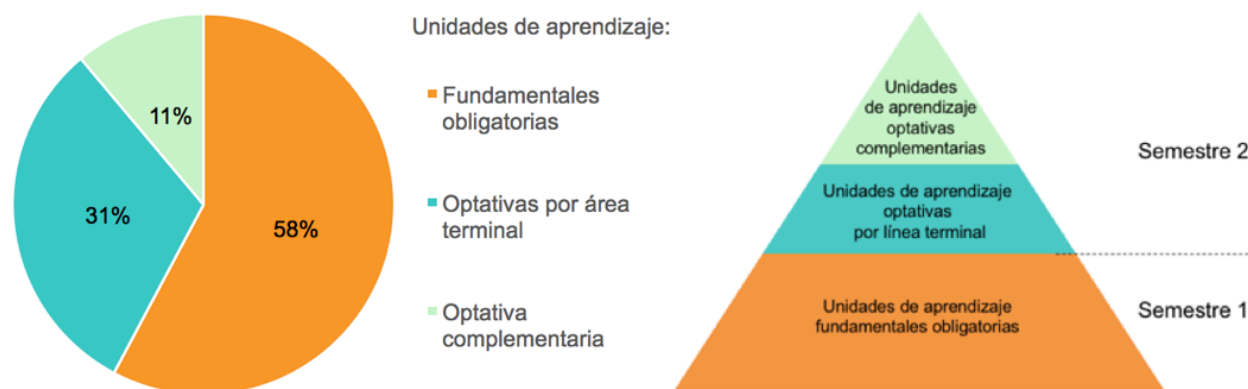 11%
31%
58%
Unidades de aprendizaje:
Fundamentales
obligatorias
Optativas por área
terminal
Optativa
complementaria
Unidades
de aprendizaje
optativas
complementarias
Unidades de aprendizaje
optativas
por línea terminal
Unidades de aprendizaje
fundamentales obligatorias
Semestre 2
Semestre 1